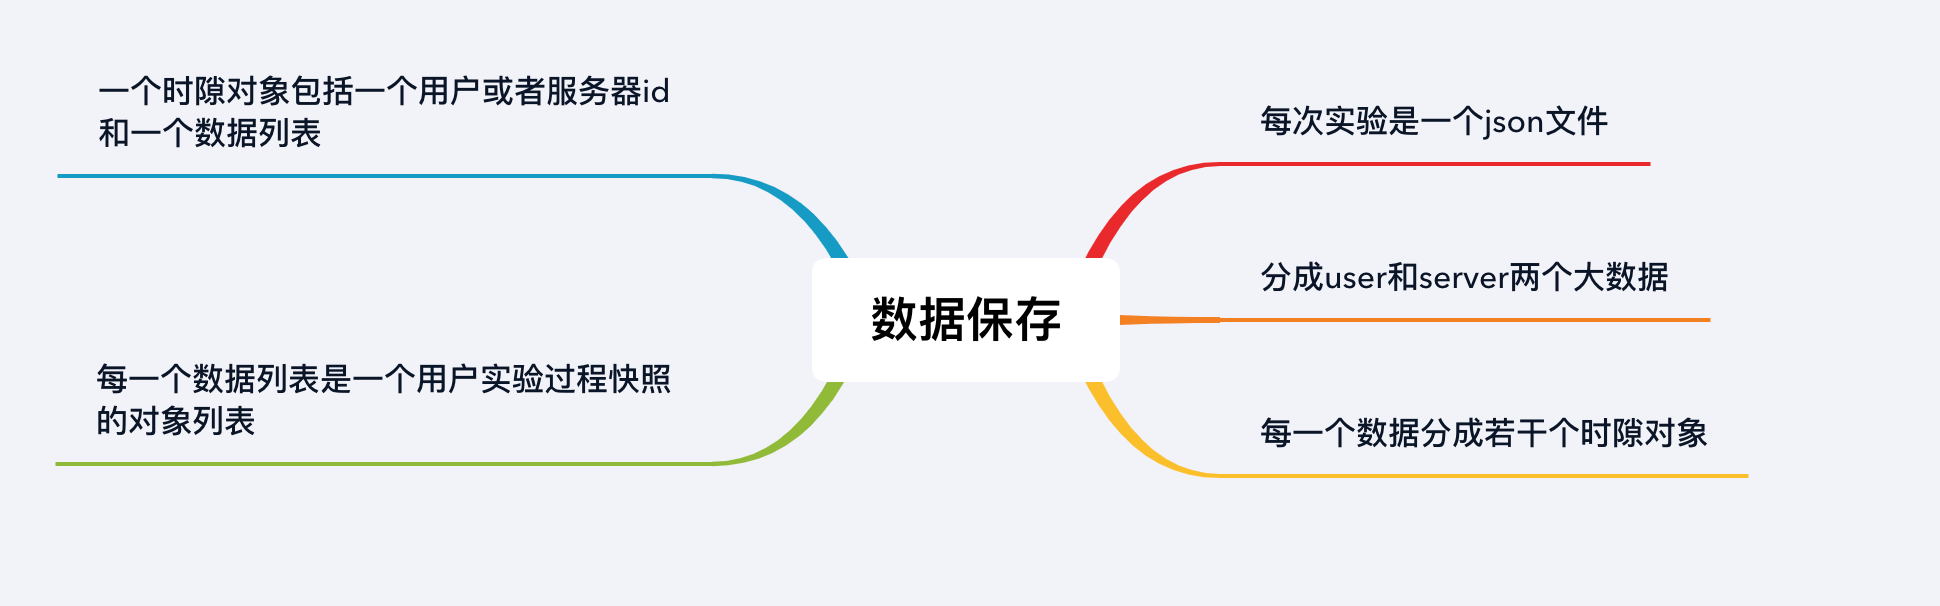 数据保存
每次实验是一个json文件
分成user和server两个大数据
每一个数据分成若干个时隙对象
一个时隙对象包括一个用户或者服务器id
和一个数据列表
每一个数据列表是一个用户实验过程快照
的对象列表